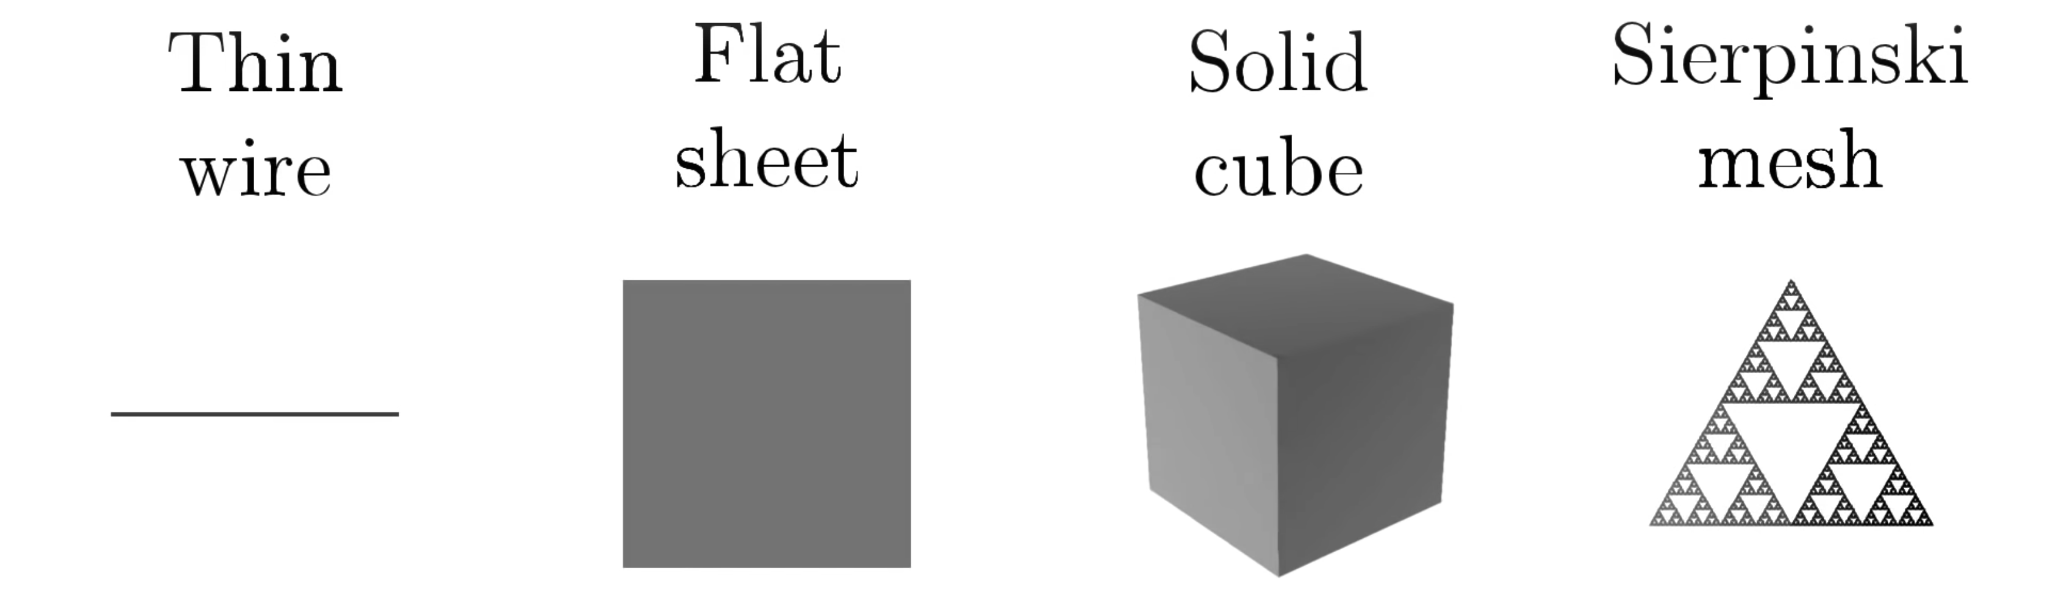 Thin
wire
Flat
sheet
Solid
cube
Sierpinski
mesh